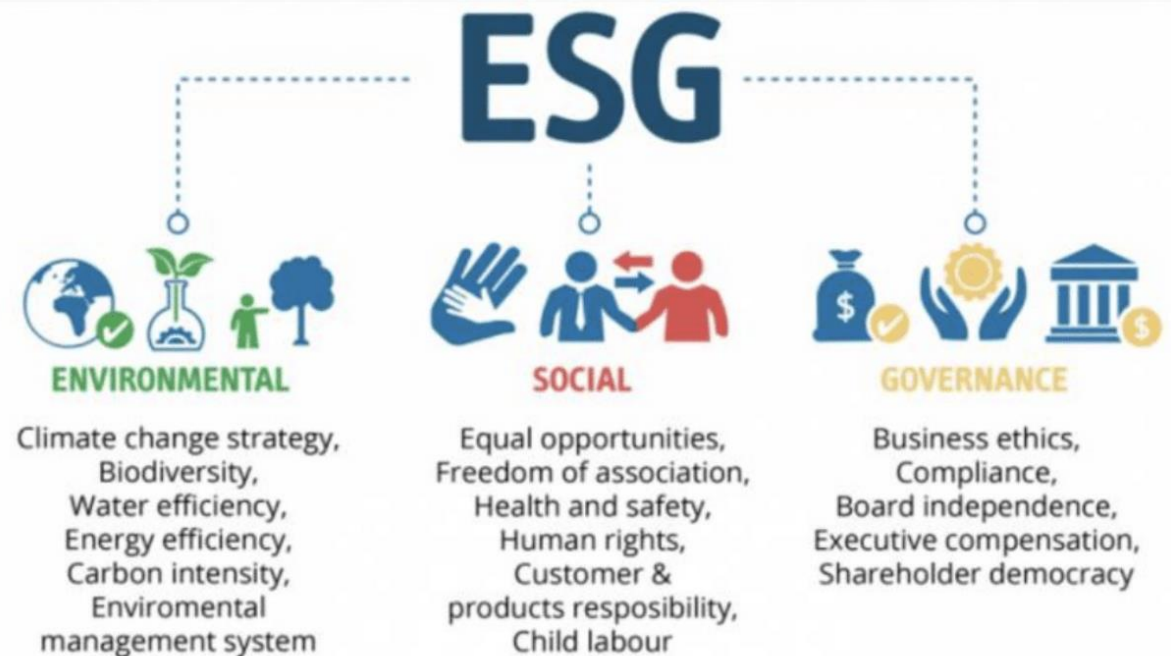 ESG
ENVIRONMENTAL
Climate change strategy,
Biodiversity,
Water efficiency,
Energy efficiency,
Carbon intensity,
Enviromental
management system
SOCIAL
Equal opportunities,
Freedom of association,
Health and safety,
Human rights,
Customer &
products resposibility,
Child labour
$
$
GOVERNANCE
Business ethics,
Compliance,
Board independence,
Executive compensation,
Shareholder democracy